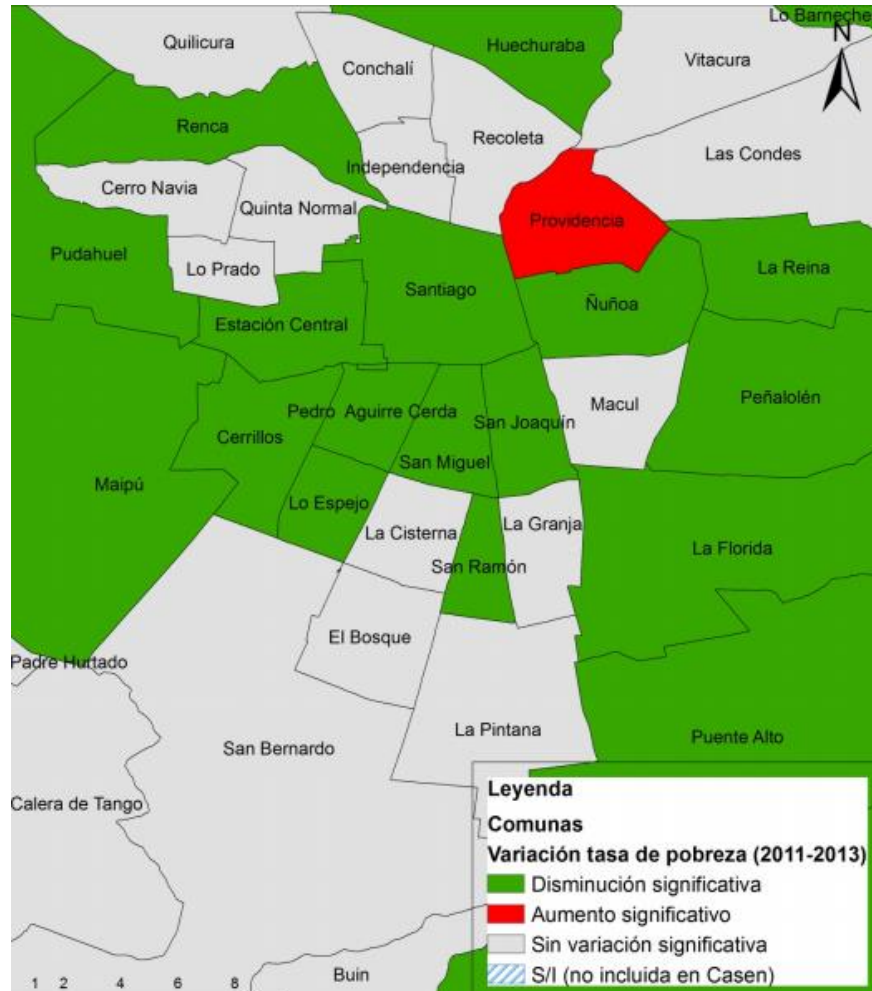 Lo Barneche
Quilicura
Huechuraba
N
Conchalí
Vitacura
Renca
Recoleta
Las Condes
Independencia
Cerro Navia
Quinta Normal
Providencia
Pudahuel
Lo Prado
La Reina
Santiago
Ñuñoa
Estación Central
Peñalolén
Macul
Pedro Aguirre Cerda
San Joaquín
Cerrillos
San Miguel
Maipú
Lo Espejo
La Cisterna
La Granja
La Florida
San Ramón
El Bosque
Padre Hurtado
La Pintana
Puente Alto
San Bernardo
Calera de Tango
Leyenda
Comunas
Variación tasa de pobreza (2011-2013)
Disminución significativa
Aumento significativo
Sin variación significativa
S/I (no incluida en Casen)
Buin
1 2 4 6 8